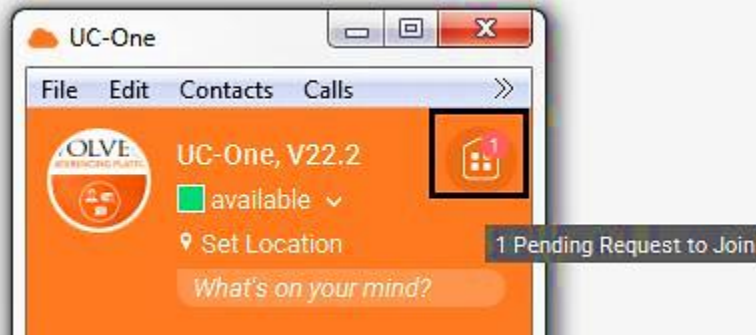 UC-One
File Edit Contacts Calls
OLVE
UC-One, V22.2
1
available
Set Location
1 Pending Request to Join
What's on your mind?